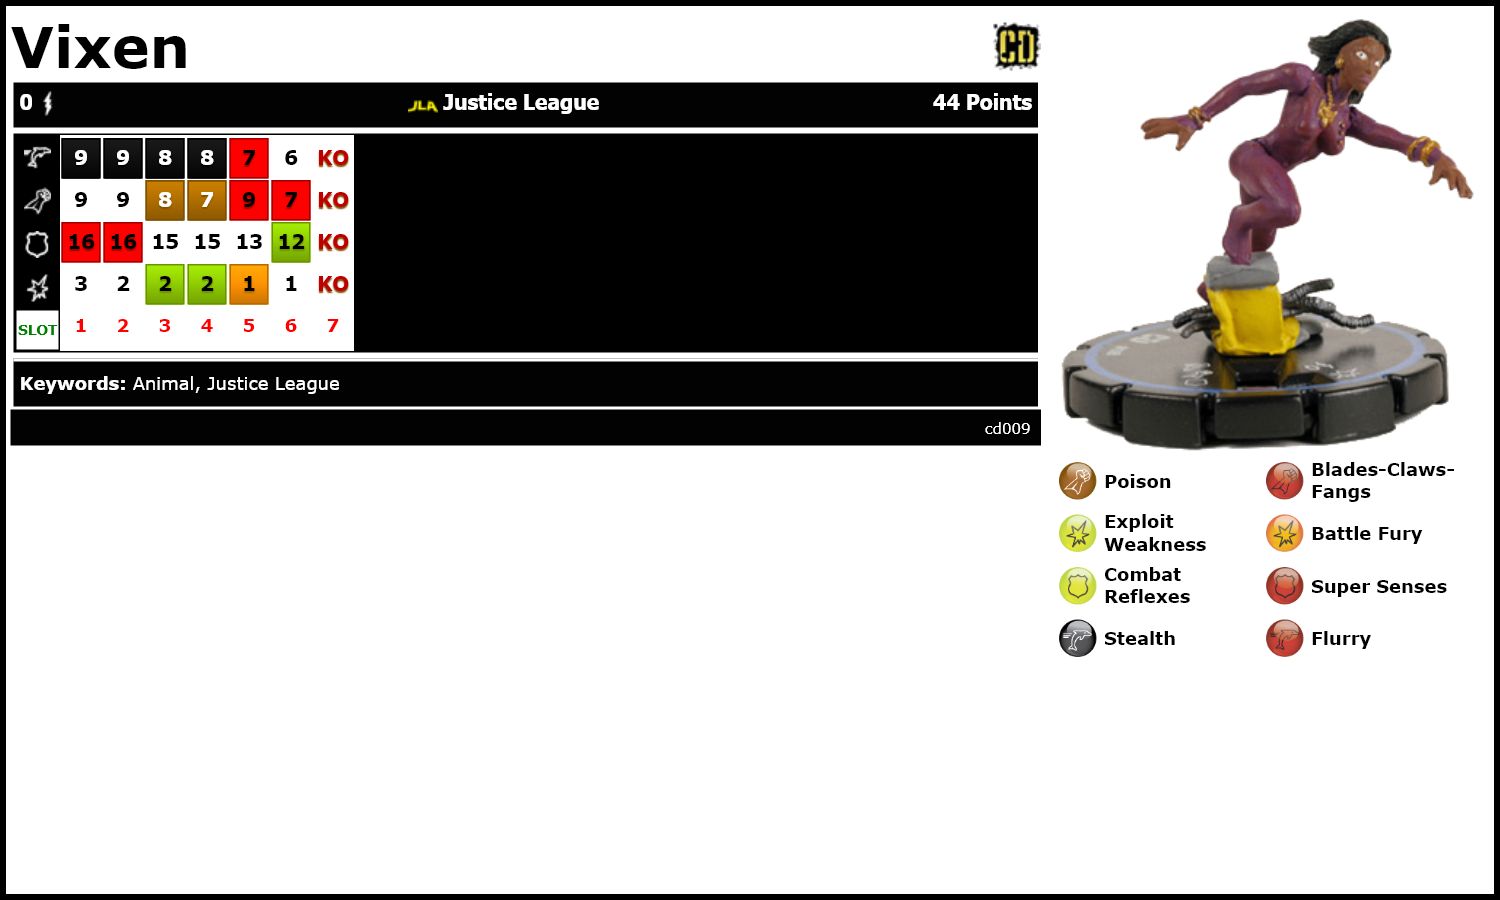 Vixen
CD
0 JLA Justice League 44 Points
9 9 8 8 7 6 KO
9 9 8 7 9 7 KO
16 16 15 15 13 12 KO
3 2 2 2 1 1 KO
SLOT 1 2 3 4 5 6 7
Keywords: Animal, Justice League
cd009
Poison
Blades-Claws-
Fangs
Exploit
Weakness
Battle Fury
Combat
Reflexes
Super Senses
Stealth
Flurry